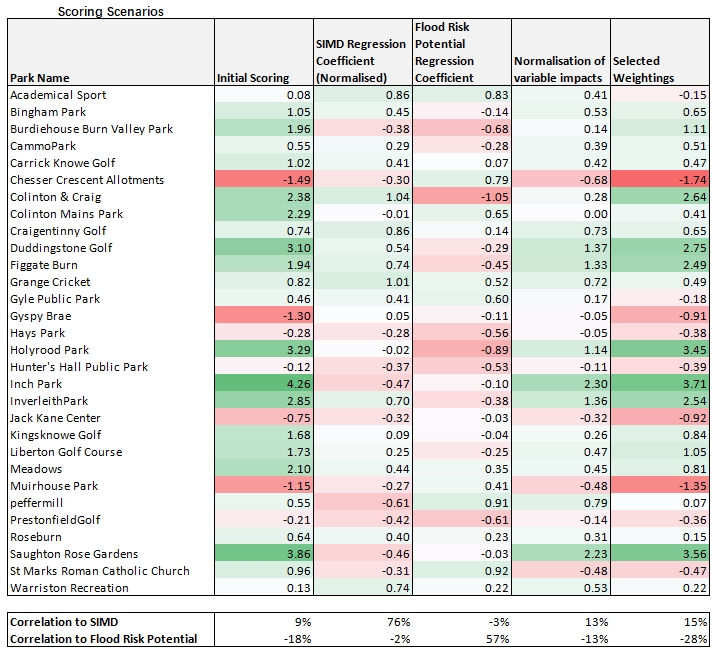 Scoring Scenarios
Park Name Initial Scoring SIMD Regression Coefficient (Normalised) Flood Risk Potential Regression Coefficient Normalisation of variable impacts Selected Weightings
Academical Sport 0.08 0.86 0.83 0.41 -0.15
Bingham Park 1.05 0.45 -0.14 0.53 0.65
Burdiehouse Burn Valley Park 1.96 -0.38 -0.68 0.14 1.11
CammoPark 0.55 0.29 -0.28 0.39 0.51
Carrick Knowe Golf 1.02 0.41 0.07 0.42 0.47
Chesser Crescent Allotments -1.49 -0.30 0.79 -0.68 -1.74
Colinton & Craig 2.38 1.04 -1.05 0.28 2.64
Colinton Mains Park 2.29 -0.01 0.65 0.00 0.41
Craigentinny Golf 0.74 0.86 0.14 0.73 0.65
Duddingstone Golf 3.10 0.54 -0.29 1.37 2.75
Figgate Burn 1.94 0.74 -0.45 1.33 2.49
Grange Cricket 0.82 1.01 0.52 0.72 0.49
Gyle Public Park 0.46 0.41 0.60 0.17 -0.18
Gyspy Brae -1.30 0.05 -0.11 -0.05 -0.91
Hays Park -0.28 -0.28 -0.56 -0.05 -0.38
Holyrood Park 3.29 -0.02 -0.89 1.14 3.45
Hunter's Hall Public Park -0.12 -0.37 -0.53 -0.11 -0.39
Inch Park 4.26 -0.47 -0.10 2.30 3.71
InverleithPark 2.85 0.70 -0.38 1.36 2.54
Jack Kane Center -0.75 -0.32 -0.03 -0.32 -0.92
Kingsknowe Golf 1.68 0.09 -0.04 0.26 0.84
Liberton Golf Course 1.73 0.25 -0.25 0.47 1.05
Meadows 2.10 0.44 0.35 0.45 0.81
Muirhouse Park -1.15 -0.27 0.41 -0.48 -1.35
peffermill 0.55 -0.61 0.91 0.79 0.07
PrestonfieldGolf -0.21 -0.42 -0.61 -0.14 -0.36
Roseburn 0.64 0.40 0.23 0.31 0.15
Saughton Rose Gardens 3.86 -0.46 -0.03 2.23 3.56
St Marks Roman Catholic Church 0.96 -0.31 0.92 -0.48 -0.47
Warriston Recreation 0.13 0.74 0.22 0.53 0.22
Correlation to SIMD 9% 76% -3% 13% 15%
Correlation to Flood Risk Potential -18% -2% 57% -13% -28%